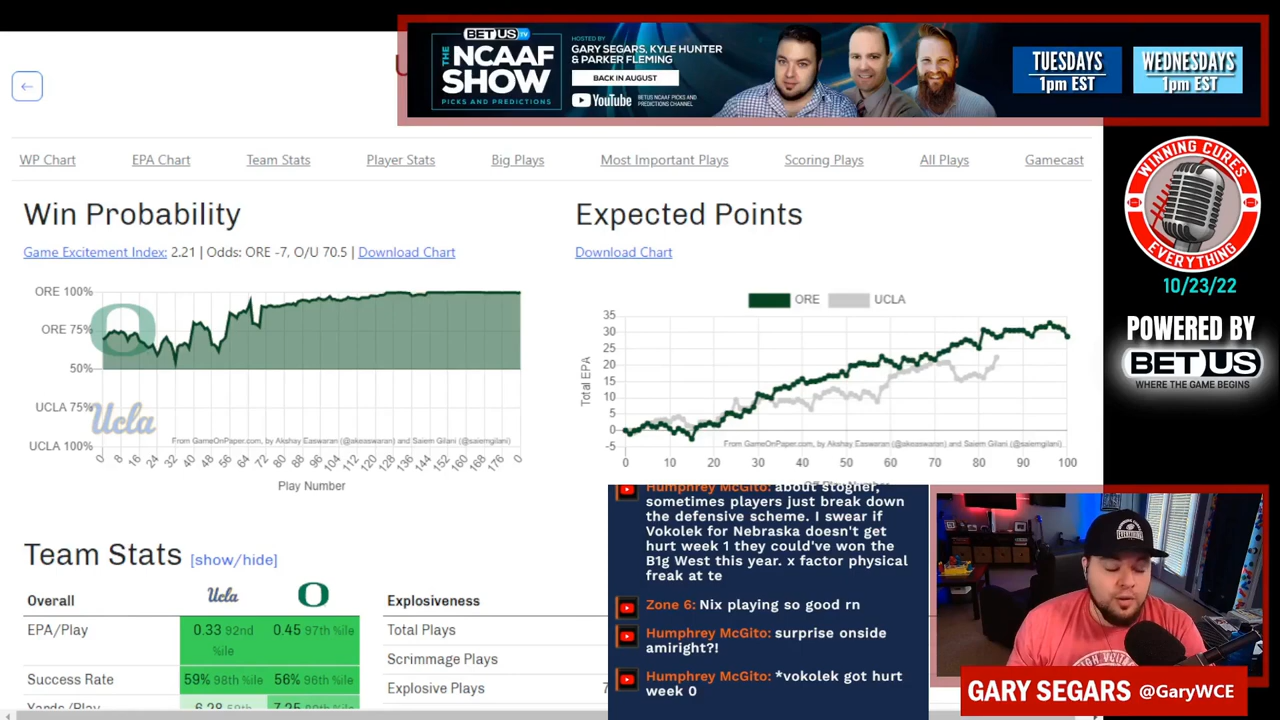 BETUS TV
THE
NCAAF
SHOW
PICKS AND PREDICTIONS
HOSTED BY
GARY SEGARS, KYLE HUNTER
& PARKER FLEMING
BACK IN AUGUST
YouTube
BETUS NCAAF PICKS AND
PREDICTIONS CHANNEL
TUESDAYS
1pm EST
WEDNESDAYS
1pm EST
WP Chart
EPA Chart
Team Stats
Player Stats
Big Plays
Most Important Plays
Scoring Plays
All Plays
Gamecast
Win Probability
Game Excitement Index: 2.21 | Odds: ORE -7, O/U 70.5 | Download Chart
ORE 100%
ORE 75%
50%
UCLA 75%
UCLA 100%
O
Ucla
From GameOnPaper.com, by Akshay Easwaran (@akeaswaran) and Saiem Gilani (@saiemgilani)
0 8 16 24 32 40 48 56 64 72 80 88 96 104 112 120 128 136 144 152 160 168 176 0
Play Number
Expected Points
Download Chart
ORE UCLA
Total EPA
35
30
25
20
15
10
5
0
-5
From GameOnPaper.com, by Akshay Easwaran (@akeaswaran) and Saiem Gilani (@saiemgilani)
0 10 20 30 40 50 60 70 80 90 100
Team Stats [show/hide]
Overall Ucla O
EPA/Play 0.33 92nd %ile 0.45 97th %ile
Success Rate 59% 98th %ile 56% 96th %ile
Yards/Play
Explosiveness
Total Plays
Scrimmage Plays
Explosive Plays 7
Humphrey McGito: about stogner,
sometimes players just break down
the defensive scheme. I swear if
Vokolek for Nebraska doesn't get
hurt week 1 they could've won the
B1g West this year. x factor physical
freak at te
Zone 6: Nix playing so good rn
Humphrey McGito: surprise onside
amiright?!
Humphrey McGito: *vokolek got hurt
week 0
WINNING CURES
EVERYTHING
10/23/22
POWERED BY
BETUS
WHERE THE GAME BEGINS
GARY SEGARS @GaryWCE